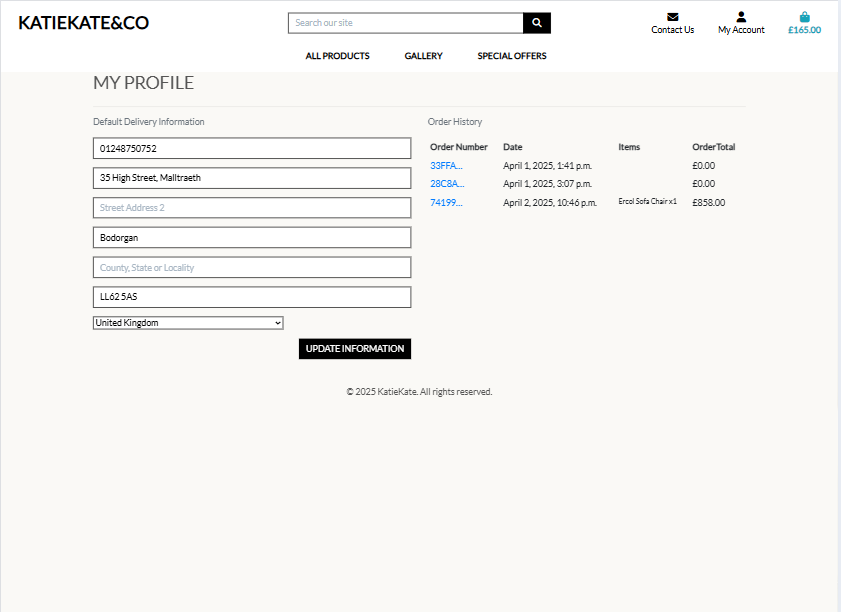 KATIEKATE&CO
Search our site
Contact Us
My Account
£165.00
ALL PRODUCTS GALLERY SPECIAL OFFERS
MY PROFILE
Default Delivery Information
01248750752
35 High Street, Malltraeth
Street Address 2
Bodorgan
County, State or Locality
LL62 5AS
United Kingdom
UPDATE INFORMATION
Order History
Order Number Date Items OrderTotal
33FFA... April 1, 2025, 1:41 p.m. £0.00
28C8A... April 1, 2025, 3:07 p.m. £0.00
74199... April 2, 2025, 10:46 p.m. Ercol Sofa Chair x1 £858.00
© 2025 KatieKate. All rights reserved.